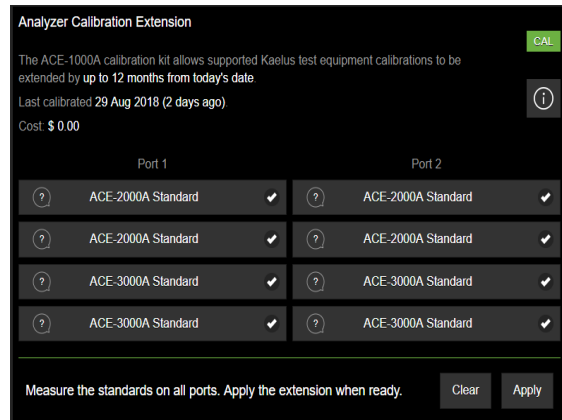 Analyzer Calibration Extension
CAL
The ACE-1000A calibration kit allows supported Kaelus test equipment calibrations to be
extended by up to 12 months from today's date.
Last calibrated 29 Aug 2018 (2 days ago).
Cost: $ 0.00
Port 1 Port 2
? ACE-2000A Standard ? ACE-2000A Standard
? ACE-2000A Standard ? ACE-2000A Standard
? ACE-3000A Standard ? ACE-3000A Standard
? ACE-3000A Standard ? ACE-3000A Standard
Measure the standards on all ports. Apply the extension when ready. Clear Apply